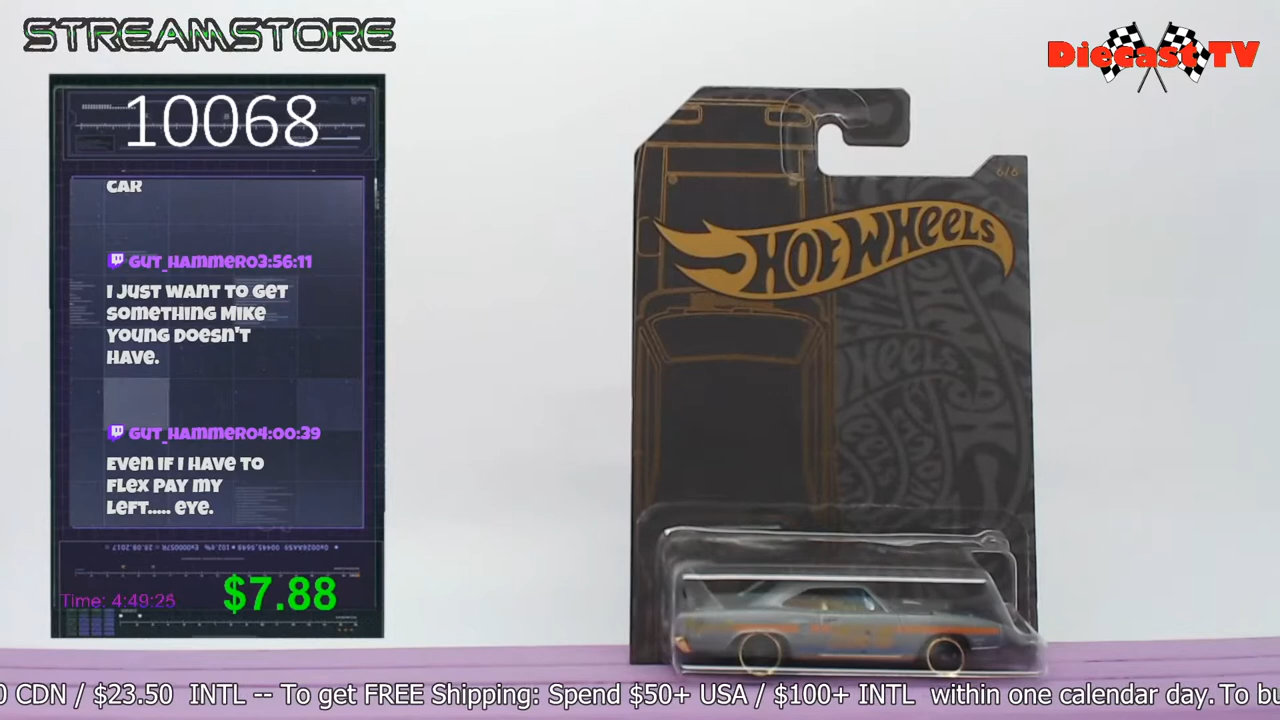 STREAMSTORE
Diecast TV
10068
CAR
GUT_HAMMER03:56:11
I JUST WANT TO GET
SOMETHING MIKE
YOUNG DOESN'T
HAVE.
GUT_HAMMER04:00:39
EVEN IF I HAVE TO
FLEX PAY MY
LEFT..... EYE.
Time: 4:49:25
$7.88
6/6
HOT WHEELS
0 CDN / $23.50 INTL -- To get FREE Shipping: Spend $50+ USA / $100+ INTL within one calendar day. To bu